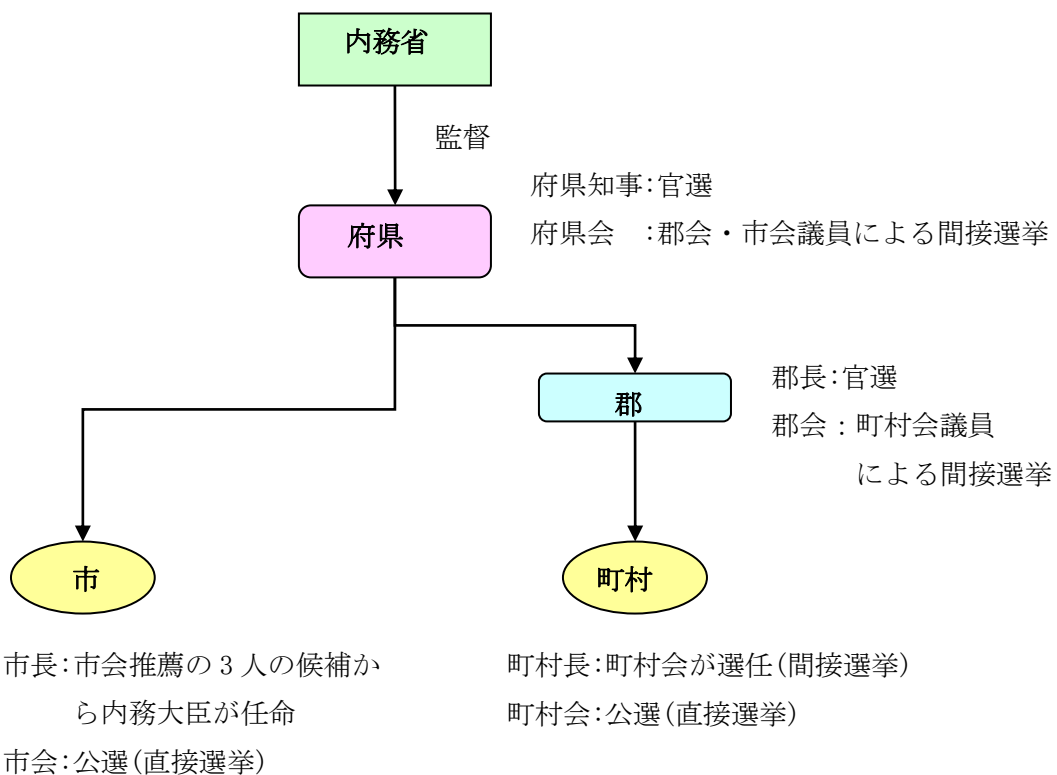 内務省
監督
府県知事:官選
府県会 :郡会・市会議員による間接選挙
府県
郡長:官選
郡会:町村会議員
による間接選挙
郡
市
町村
市長:市会推薦の3人の候補か
ら内務大臣が任命
市会:公選(直接選挙)
町村長:町村会が選任(間接選挙)
町村会:公選(直接選挙)